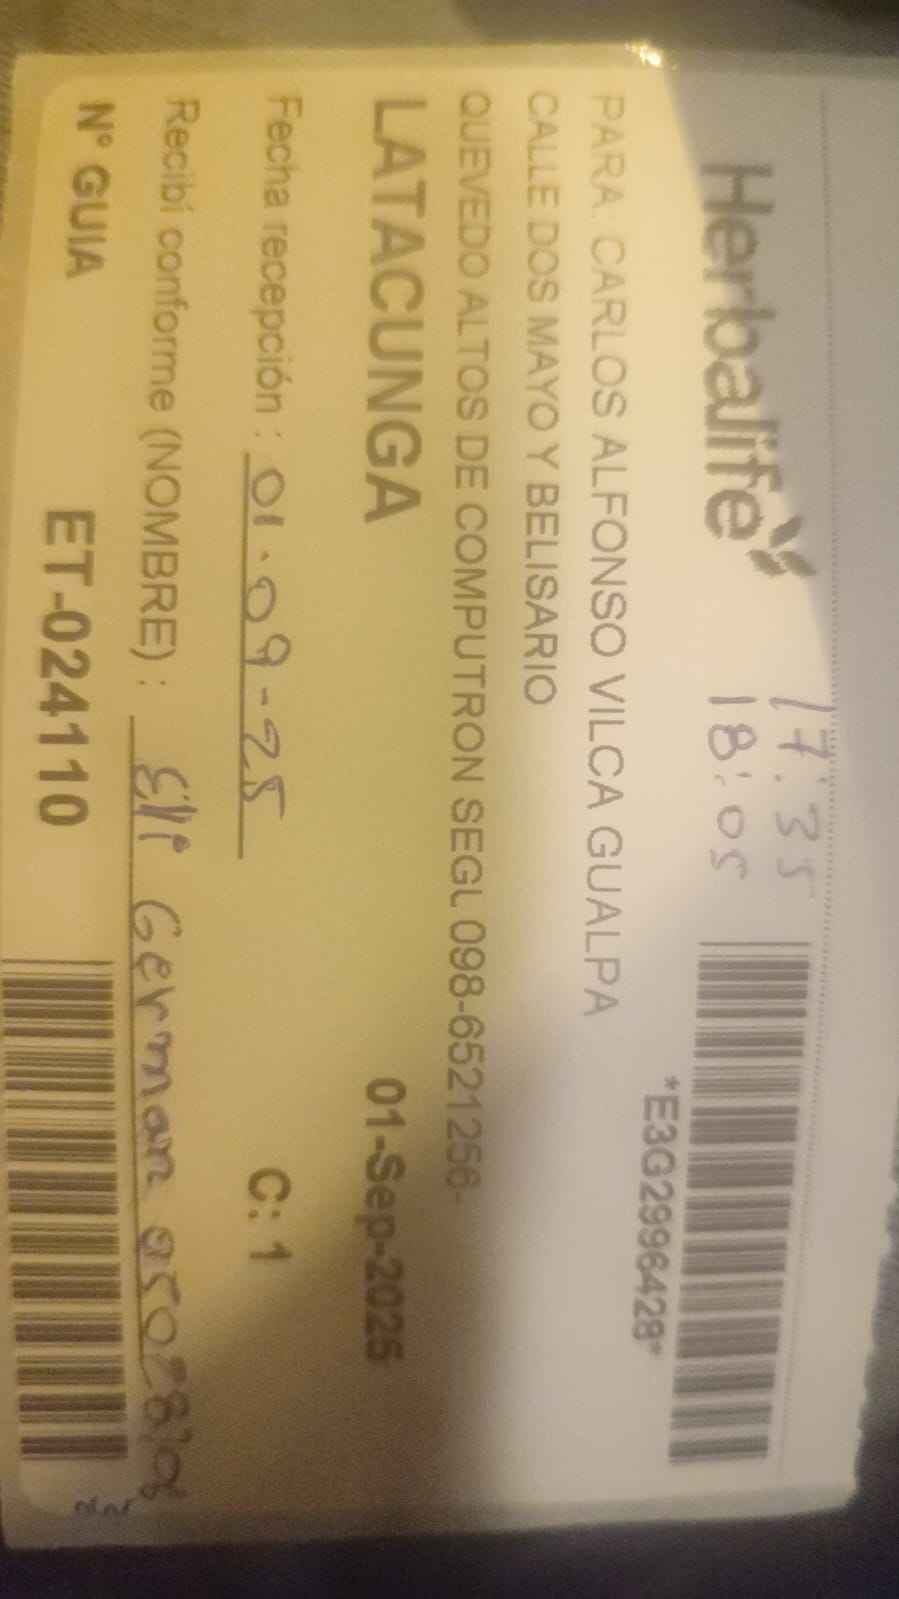 Herbalife
17:35
18:05
*E3G2996428*
PARA: CARLOS ALFONSO VILCA GUALPA
CALLE DOS MAYO Y BELISARIO
QUEVEDO ALTOS DE COMPUTRON SEGL 098-6521256-
LATACUNGA 01-Sep-2025
Fecha recepción : 01.09-25 C: 1
Recibí conforme (NOMBRE) : German
N° GUIA ET-024110